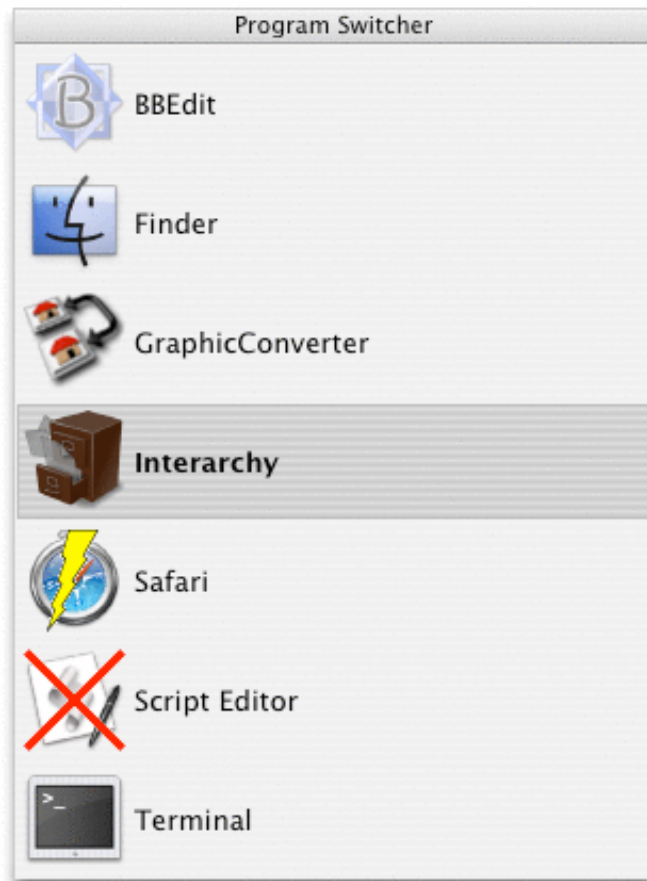 Program Switcher
B
BBEdit
Finder
GraphicConverter
Interarchy
Safari
Script Editor
>_
Terminal